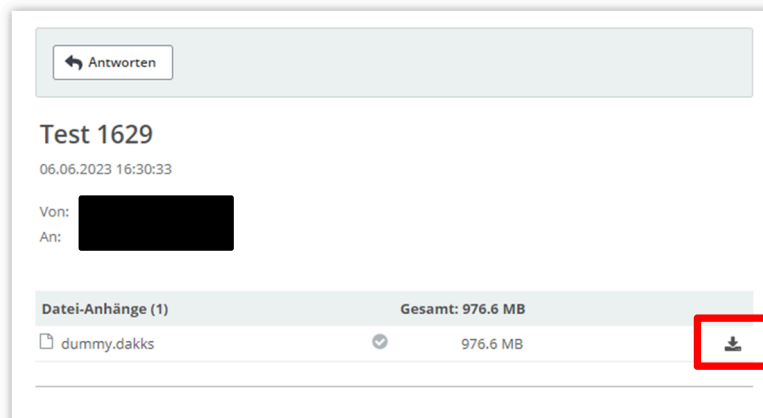 Antworten
Test 1629
06.06.2023 16:30:33
Von:
An:
Datei-Anhänge (1) Gesamt: 976.6 MB
dummy.dakks 976.6 MB